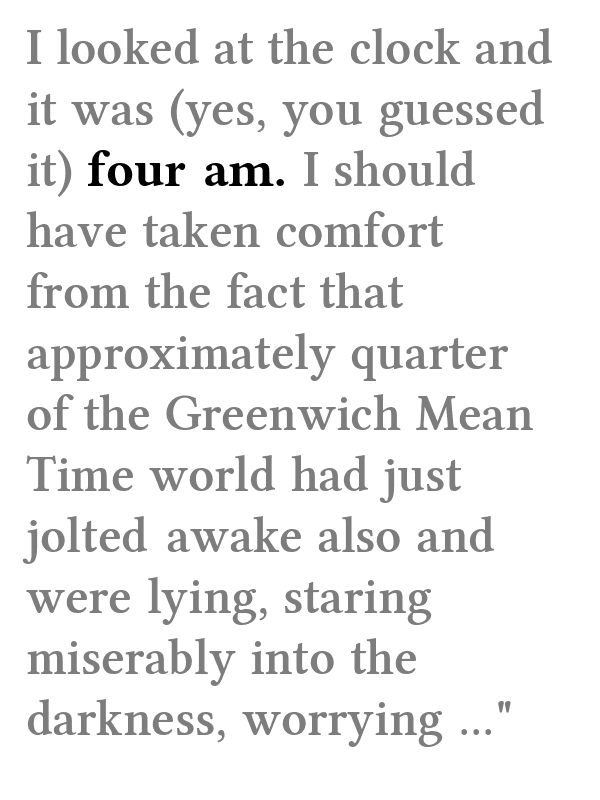 I looked at the clock and
it was (yes, you guessed
it) four am. I should
have taken comfort
from the fact that
approximately quarter
of the Greenwich Mean
Time world had just
jolted awake also and
were lying, staring
miserably into the
darkness, worrying ..."